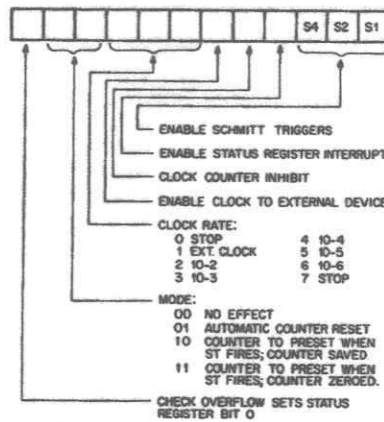 S4 S2 S1
ENABLE SCHMITT TRIGGERS
ENABLE STATUS REGISTER INTERRUPT
CLOCK COUNTER INHIBIT
ENABLE CLOCK TO EXTERNAL DEVICE
CLOCK RATE:
0 STOP 4 10-4
1 EXT. CLOCK 5 10-5
2 10-2 6 10-6
3 10-3 7 STOP
MODE:
00 NO EFFECT
01 AUTOMATIC COUNTER RESET
10 COUNTER TO PRESET WHEN
ST FIRES; COUNTER SAVED.
11 COUNTER TO PRESET WHEN
ST FIRES; COUNTER ZEROED.
CHECK OVERFLOW SETS STATUS
REGISTER BIT 0